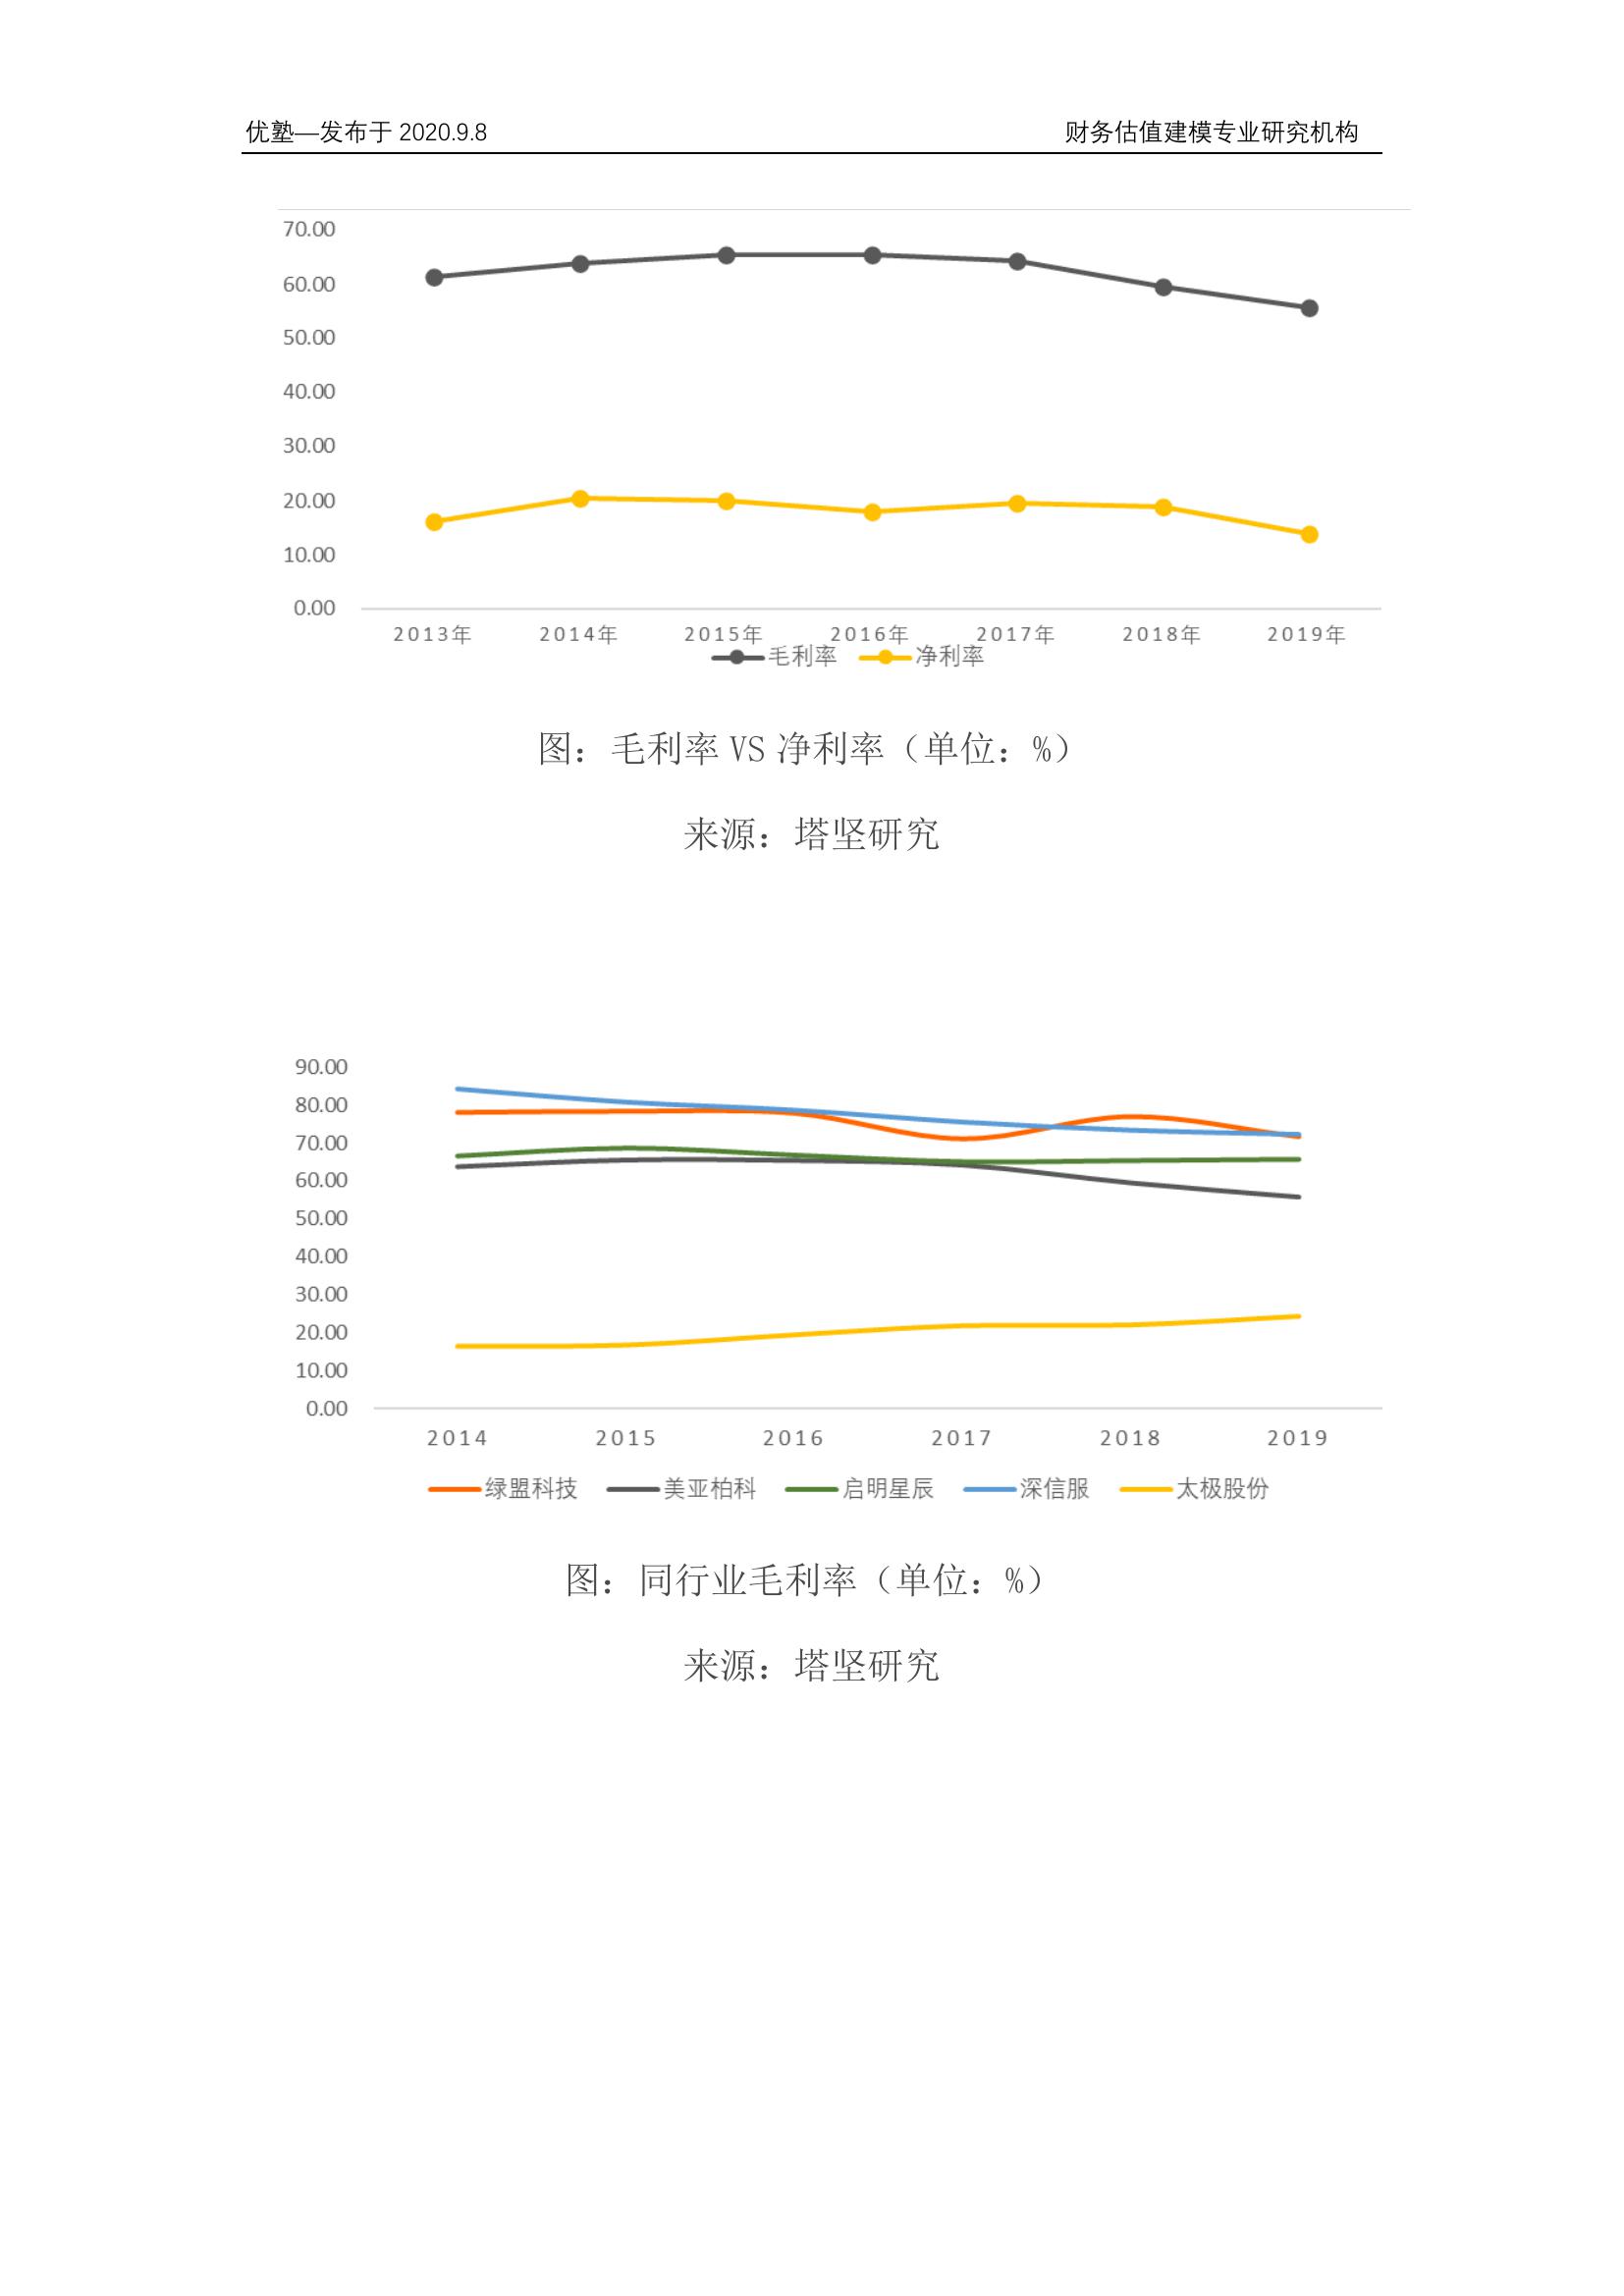 优塾—发布于 2020.9.8 财务估值建模专业研究机构
70.00
60.00
50.00
40.00
30.00
20.00
10.00
0.00
2013年 2014年 2015年 2016年 2017年 2018年 2019年
毛利率 净利率
图：毛利率 VS 净利率（单位：%）
来源：塔坚研究
90.00
80.00
70.00
60.00
50.00
40.00
30.00
20.00
10.00
0.00
2014 2015 2016 2017 2018 2019
绿盟科技 美亚柏科 启明星辰 深信服 太极股份
图：同行业毛利率（单位：%）
来源：塔坚研究